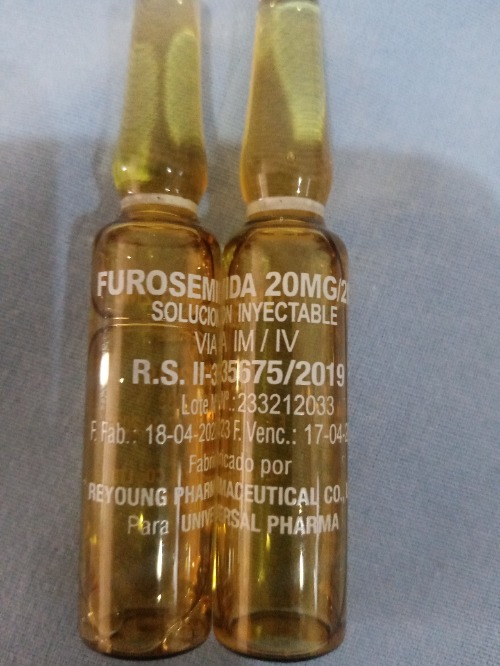 FUROSEMIDA 20MG/2
SOLUCION INYECTABLE
VIA IM / IV
R.S. II-35675/2019
Lote Nº.: 233212033
F. Fab.: 18-04-2023 F. Venc.: 17-04-2
Fabricado por
REYOUNG PHARMACEUTICAL CO.,
Para UNIVERSAL PHARMA